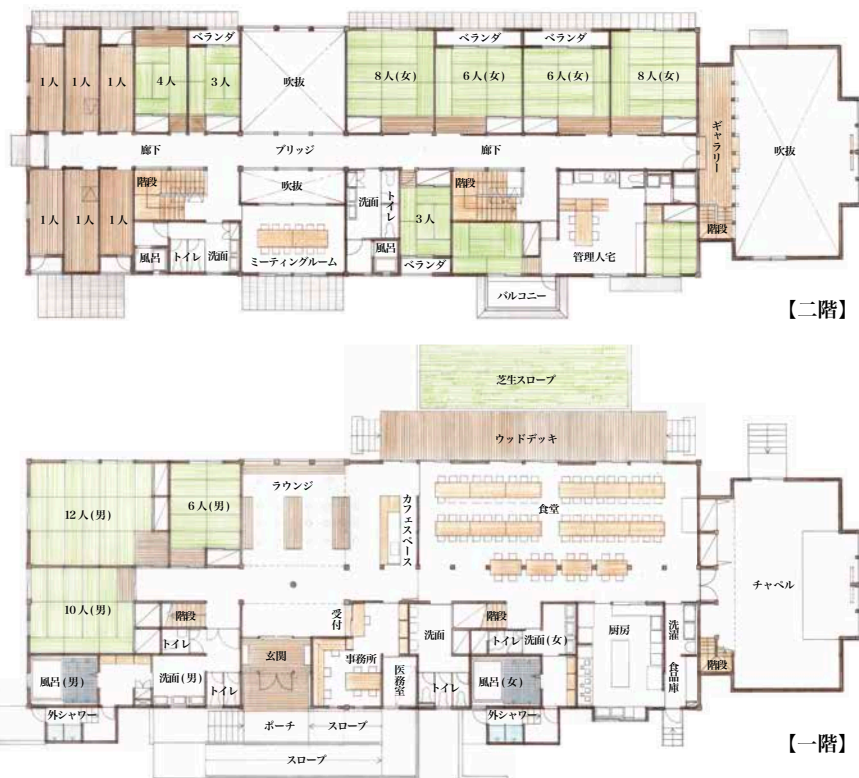 ベランダ
ベランダ
ベランダ
1人
1人
1人
4人
3人
吹抜
8人(女)
6人(女)
6人(女)
8人(女)
ギャラリー
吹抜
廊下
ブリッジ
廊下
1人
1人
1人
階段
吹抜
洗面
トイレ
3人
階段
階段
風呂
トイレ
洗面
ミーティングルーム
風呂
ベランダ
管理人宅
バルコニー
【二階】
芝生スロープ
ウッドデッキ
12人(男)
6人(男)
ラウンジ
カフェスペース
食堂
チャペル
10人(男)
階段
受付
洗面
階段
トイレ
トイレ
洗面(女)
厨房
洗濯
風呂(男)
洗面(男)
トイレ
玄関
事務所
医務室
トイレ
風呂(女)
食品庫
階段
外シャワー
ポーチ
スロープ
外シャワー
スロープ
【一階】